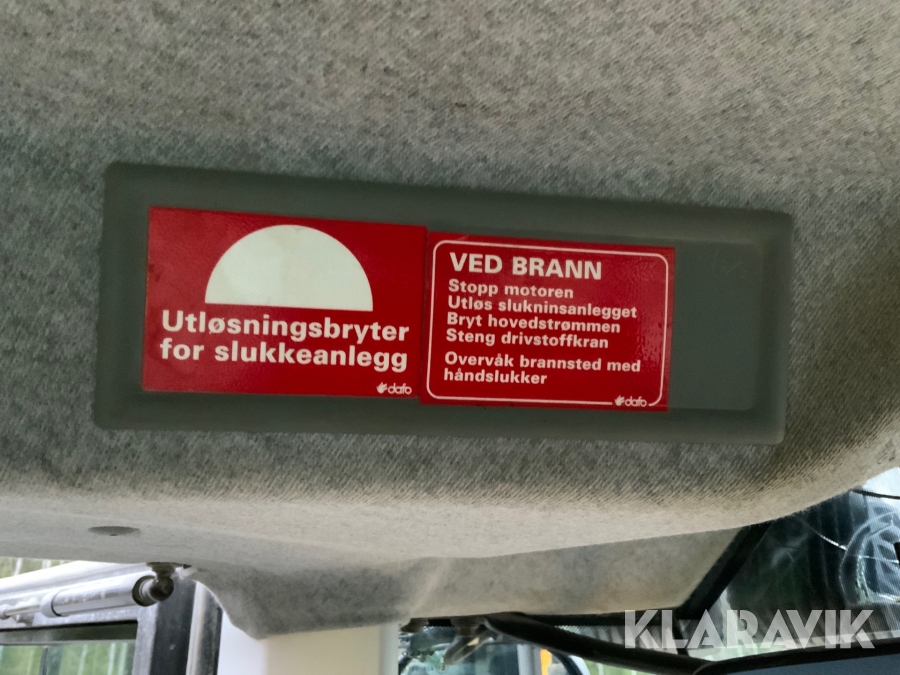 Utløsningsbryter
for slukkeanlegg
dafo
VED BRANN
Stopp motoren
Utløs slukninsanlegget
Bryt hovedstrømmen
Steng drivstoffkran
Overvåk brannsted med
håndslukker
dafo
KLARAVIK